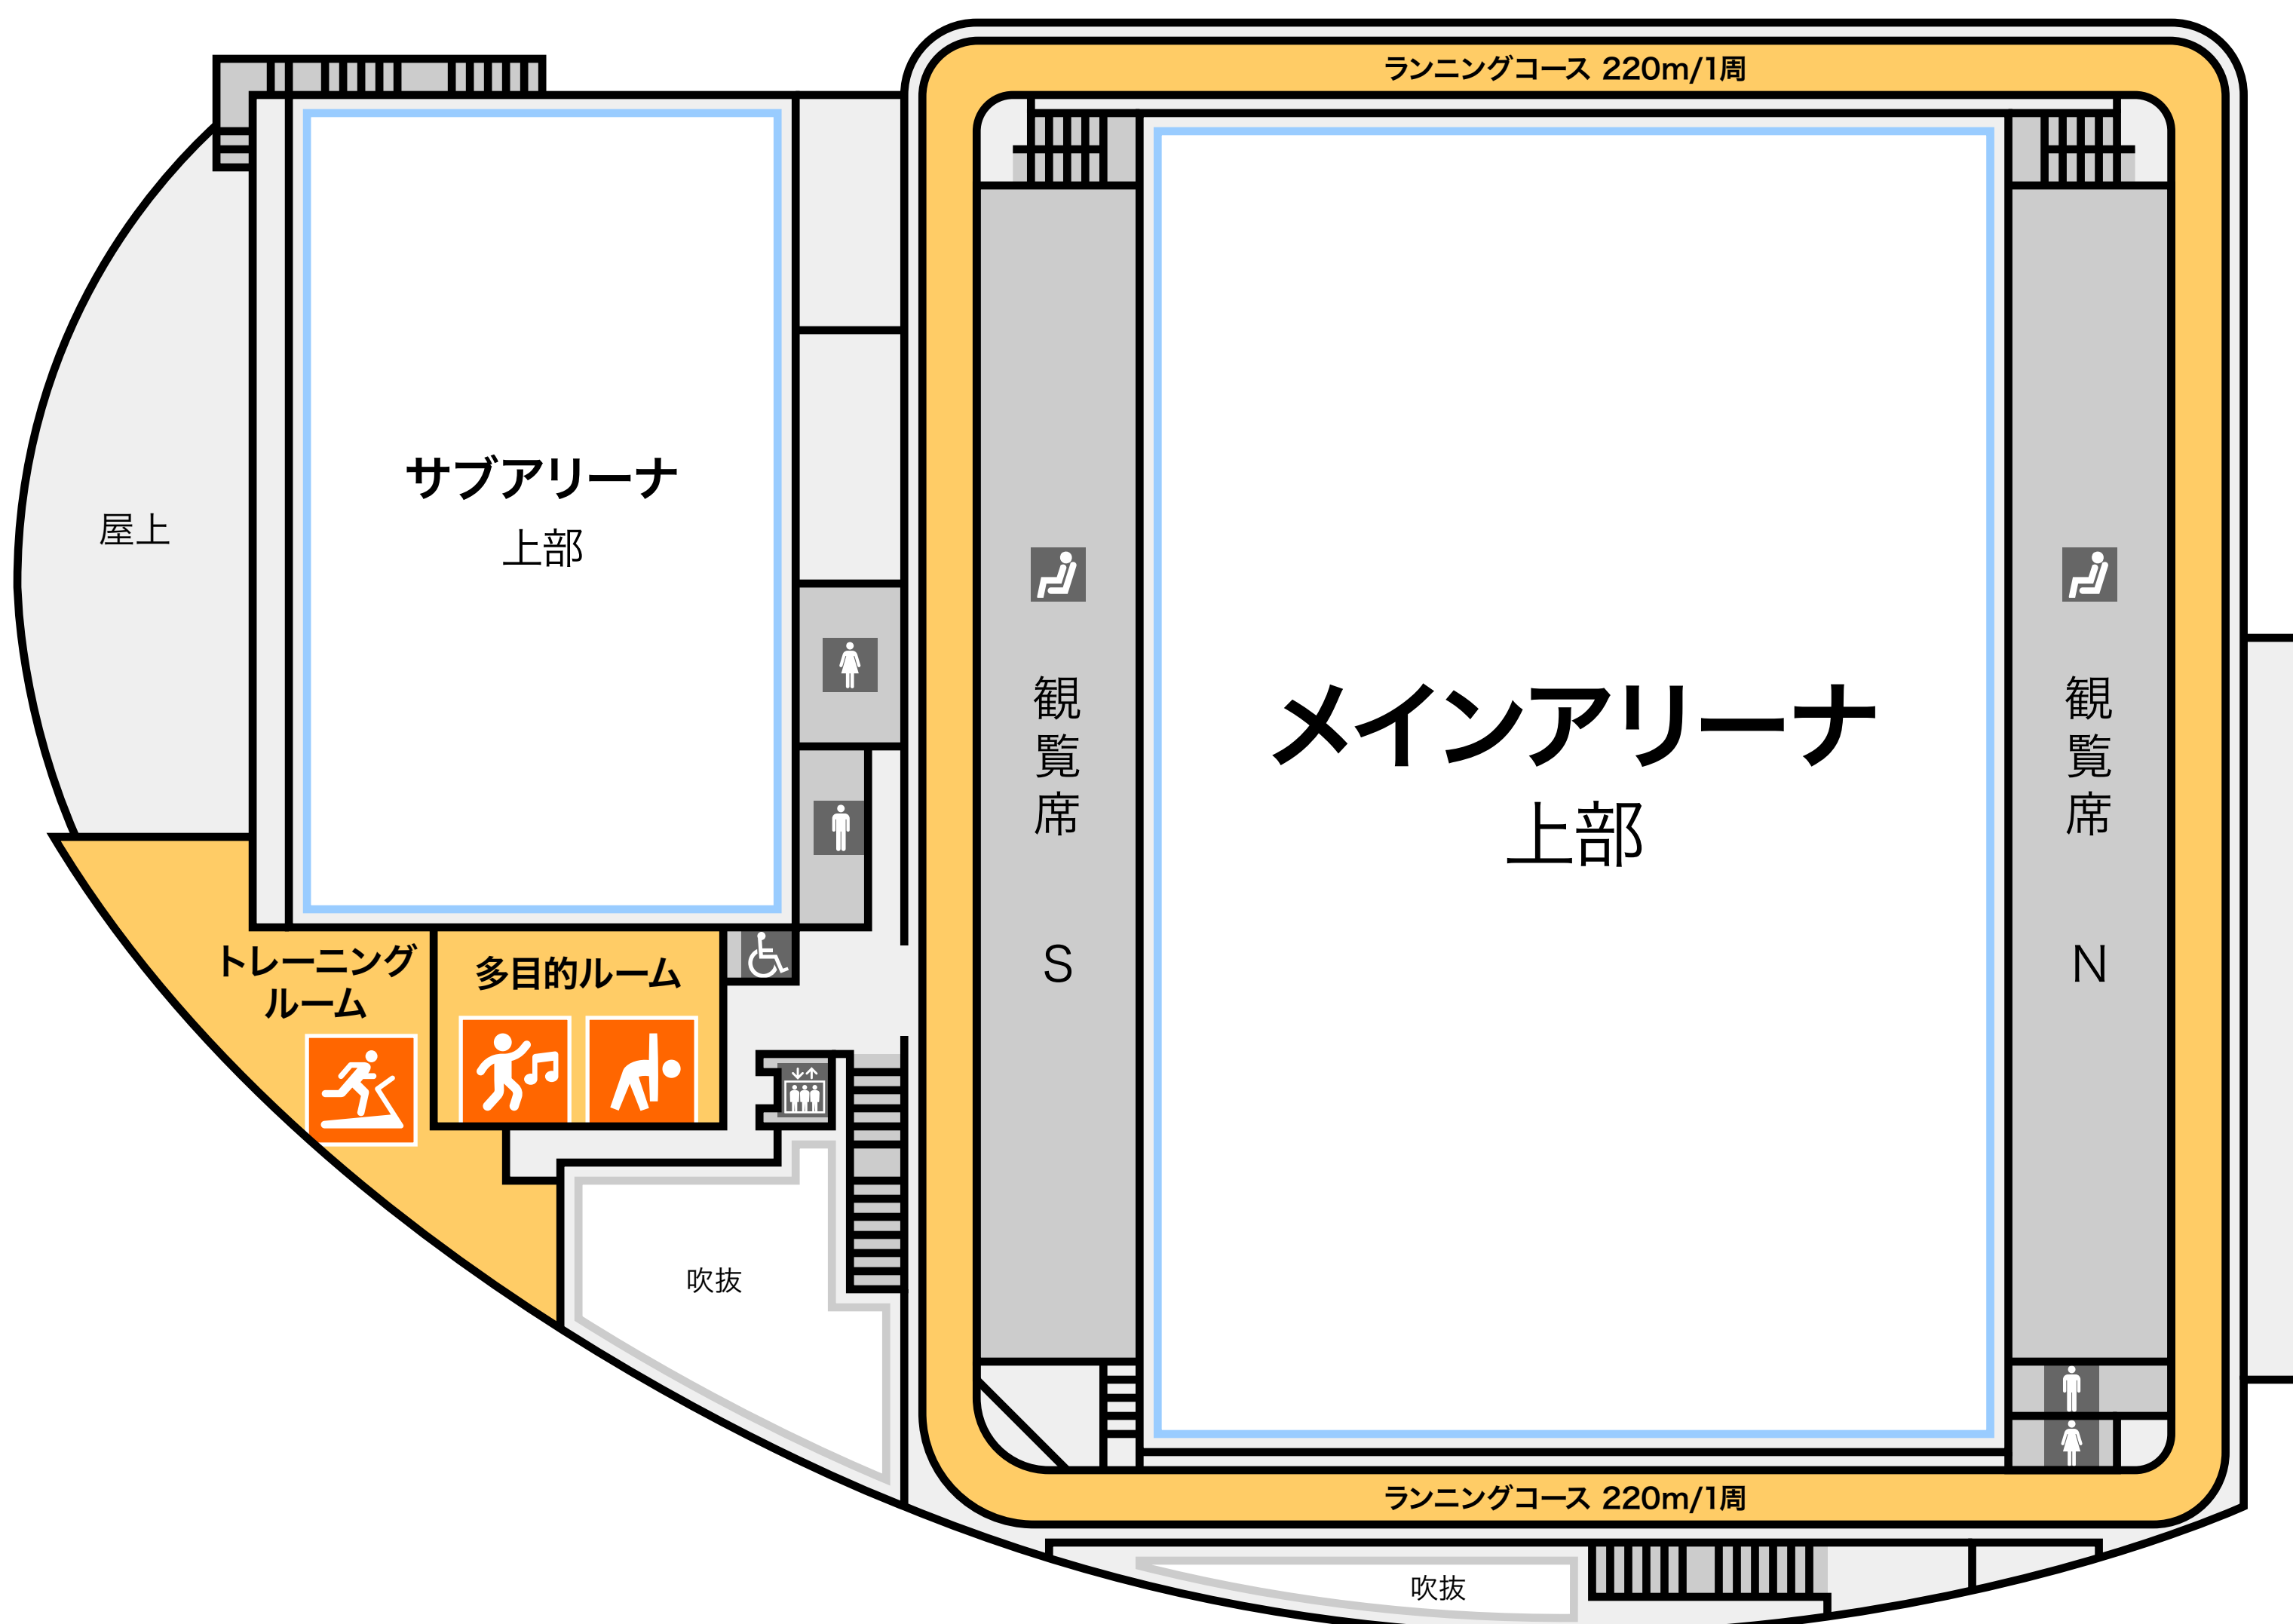 ランニングコース 220m/1周
サブアリーナ
上部
屋上
観覧席 S
メインアリーナ
上部
観覧席 N
トレーニング
ルーム
多目的ルーム
吹抜
ランニングコース 220m/1周
吹抜